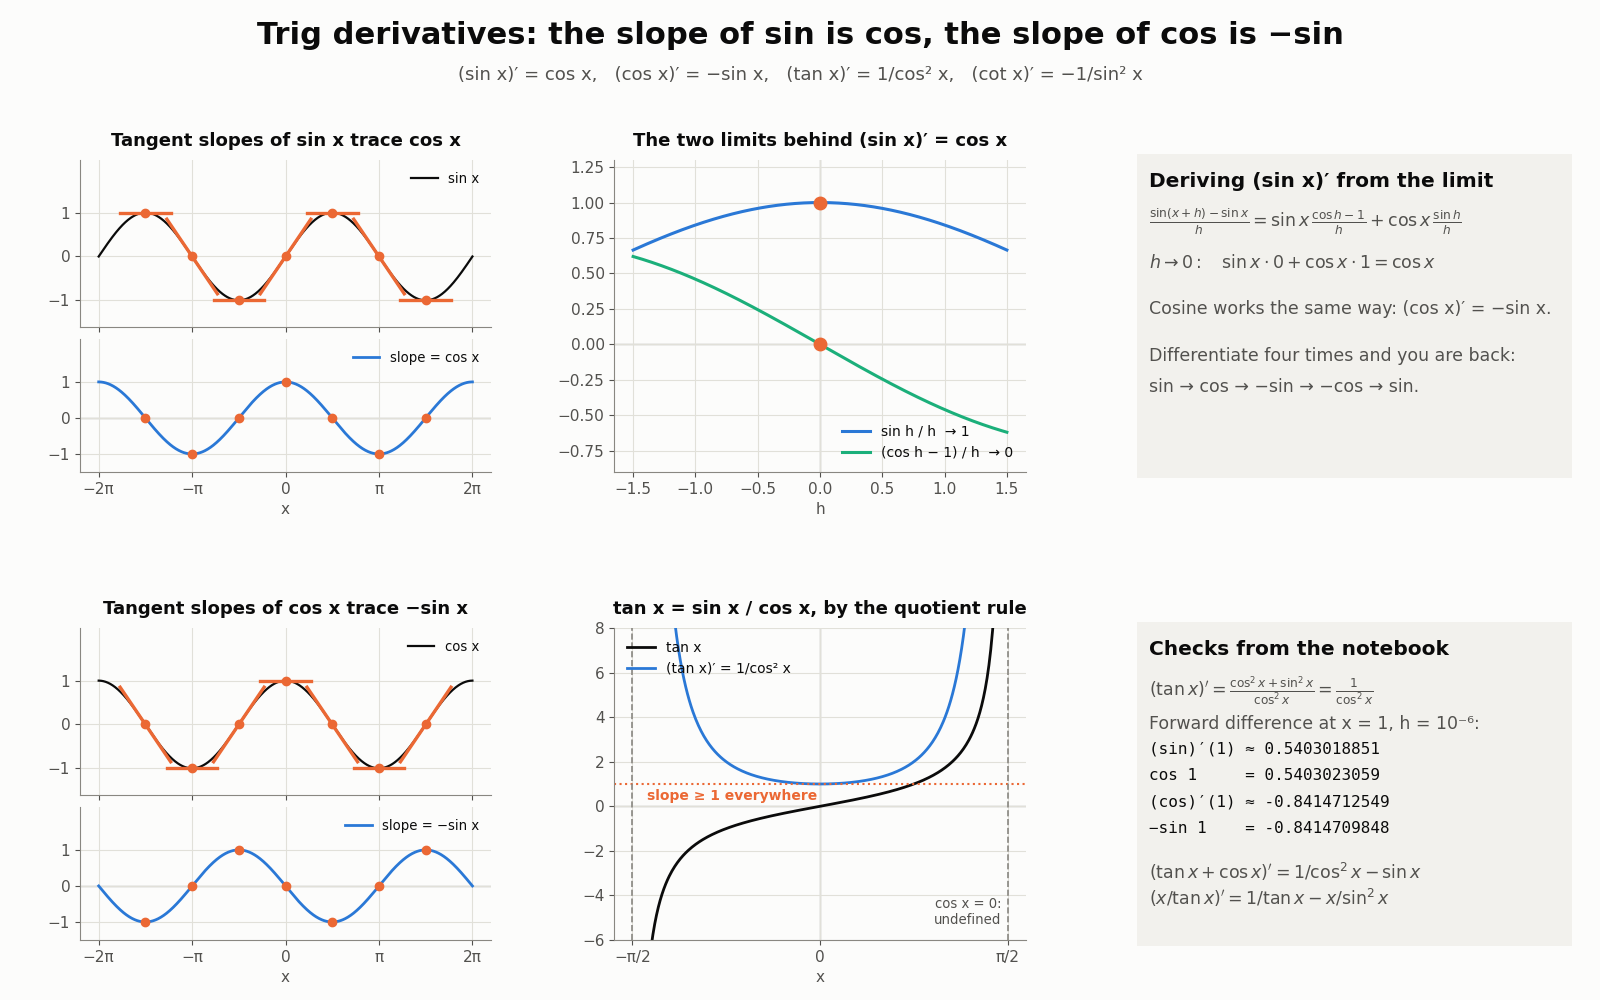 Trig derivatives: the slope of sin is cos, the slope of cos is −sin
(sin x)′ = cos x,   (cos x)′ = −sin x,   (tan x)′ = 1/cos² x,   (cot x)′ = −1/sin² x
Tangent slopes of sin x trace cos x
sin x
1
0
−1
slope = cos x
1
0
−1
−2π −π 0 π 2π
x
The two limits behind (sin x)′ = cos x
1.25
1.00
0.75
0.50
0.25
0.00
−0.25
−0.50
−0.75
sin h / h → 1
(cos h − 1) / h → 0
−1.5 −1.0 −0.5 0.0 0.5 1.0 1.5
h
Deriving (sin x)′ from the limit
sin(x + h) − sin x / h = sin x cos h − 1 / h + cos x sin h / h
h → 0 :   sin x · 0 + cos x · 1 = cos x
Cosine works the same way: (cos x)′ = −sin x.
Differentiate four times and you are back:
sin → cos → −sin → −cos → sin.
Tangent slopes of cos x trace −sin x
cos x
1
0
−1
slope = −sin x
1
0
−1
−2π −π 0 π 2π
x
tan x = sin x / cos x, by the quotient rule
8
6
4
2
0
−2
−4
−6
tan x
(tan x)′ = 1/cos² x
slope ≥ 1 everywhere
cos x = 0:
undefined
−π/2 0 π/2
x
Checks from the notebook
(tan x)′ = cos² x + sin² x / cos² x = 1 / cos² x
Forward difference at x = 1, h = 10⁻⁶:
(sin)′(1) ≈ 0.5403018851
cos 1     = 0.5403023059
(cos)′(1) ≈ -0.8414712549
−sin 1    = -0.8414709848
(tan x + cos x)′ = 1/cos² x − sin x
(x/tan x)′ = 1/tan x − x/sin² x